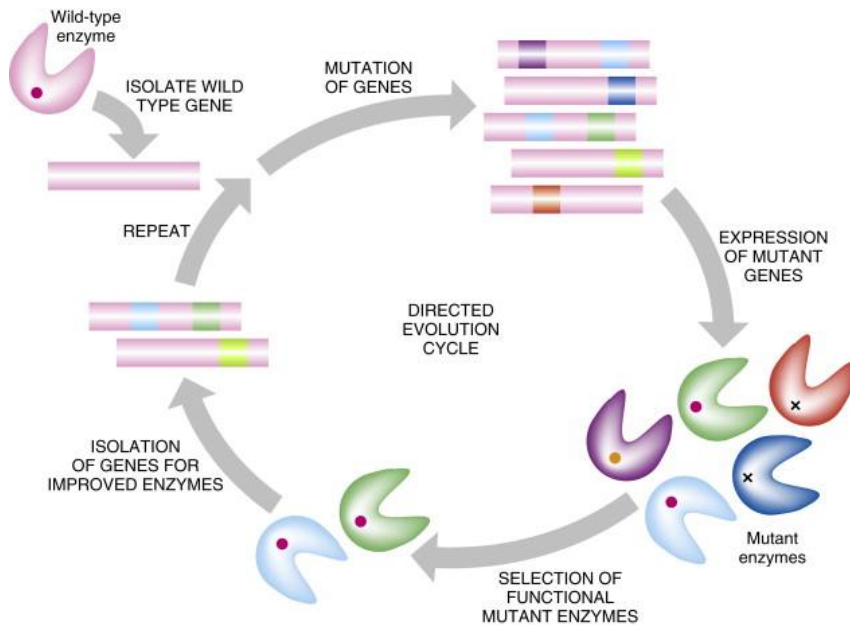 Wild-type
enzyme
ISOLATE WILD
TYPE GENE
MUTATION
OF GENES
REPEAT
EXPRESSION
OF MUTANT
GENES
DIRECTED
EVOLUTION
CYCLE
ISOLATION
OF GENES FOR
IMPROVED ENZYMES
× 
×
Mutant
enzymes
SELECTION OF
FUNCTIONAL
MUTANT ENZYMES